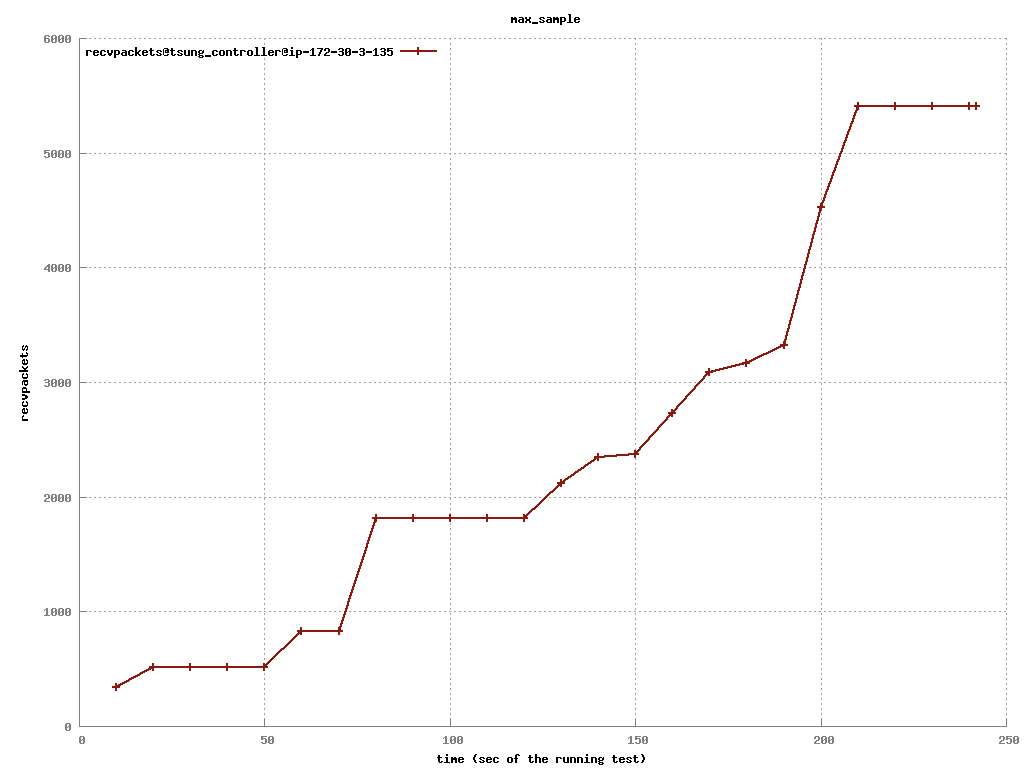 max_sample
recvpackets@tsung_controller@ip-172-30-3-135
6000
5000
4000
3000
2000
1000
0
recvpackets
0 50 100 150 200 250
time (sec of the running test)